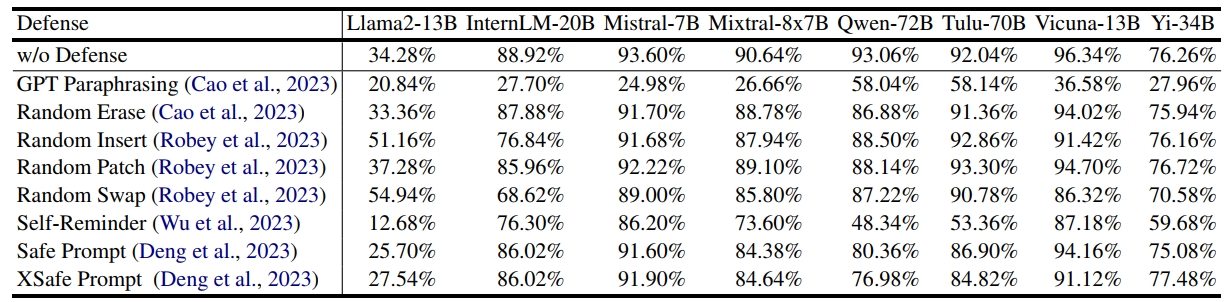 Defense Llama2-13B InternLM-20B Mistral-7B Mixtral-8x7B Qwen-72B Tulu-70B Vicuna-13B Yi-34B
w/o Defense 34.28% 88.92% 93.60% 90.64% 93.06% 92.04% 96.34% 76.26%
GPT Paraphrasing (Cao et al., 2023) 20.84% 27.70% 24.98% 26.66% 58.04% 58.14% 36.58% 27.96%
Random Erase (Cao et al., 2023) 33.36% 87.88% 91.70% 88.78% 86.88% 91.36% 94.02% 75.94%
Random Insert (Robey et al., 2023) 51.16% 76.84% 91.68% 87.94% 88.50% 92.86% 91.42% 76.16%
Random Patch (Robey et al., 2023) 37.28% 85.96% 92.22% 89.10% 88.14% 93.30% 94.70% 76.72%
Random Swap (Robey et al., 2023) 54.94% 68.62% 89.00% 85.80% 87.22% 90.78% 86.32% 70.58%
Self-Reminder (Wu et al., 2023) 12.68% 76.30% 86.20% 73.60% 48.34% 53.36% 87.18% 59.68%
Safe Prompt (Deng et al., 2023) 25.70% 86.02% 91.60% 84.38% 80.36% 86.90% 94.16% 75.08%
XSafe Prompt (Deng et al., 2023) 27.54% 86.02% 91.90% 84.64% 76.98% 84.82% 91.12% 77.48%